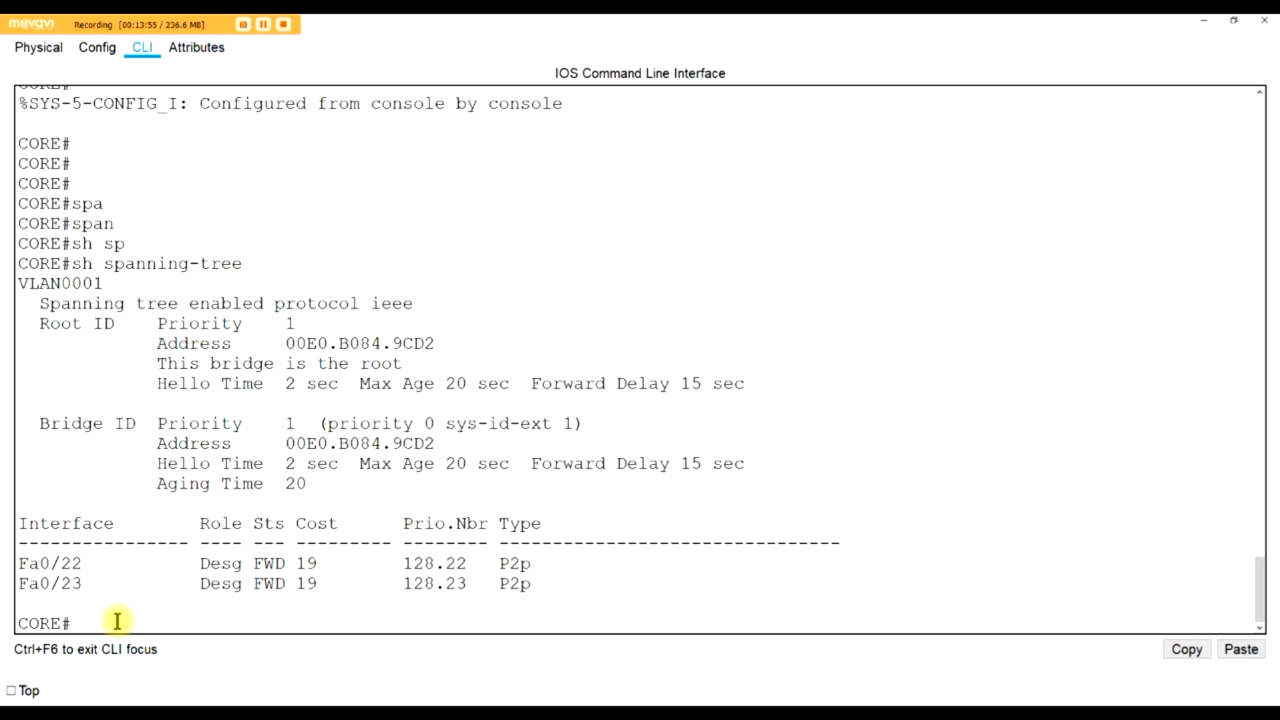 movavi Recording [00:13:55 / 236.6 MB]
Physical Config CLI Attributes
IOS Command Line Interface
CORE#
%SYS-5-CONFIG_I: Configured from console by console
CORE#
CORE#
CORE#
CORE#spa
CORE#span
CORE#sh sp
CORE#sh spanning-tree
VLAN0001
Spanning tree enabled protocol ieee
Root ID Priority 1
Address 00E0.B084.9CD2
This bridge is the root
Hello Time 2 sec Max Age 20 sec Forward Delay 15 sec
Bridge ID Priority 1 (priority 0 sys-id-ext 1)
Address 00E0.B084.9CD2
Hello Time 2 sec Max Age 20 sec Forward Delay 15 sec
Aging Time 20
Interface Role Sts Cost Prio.Nbr Type
---------------- ---- --- --------- -------- --------------------------------
Fa0/22 Desg FWD 19 128.22 P2p
Fa0/23 Desg FWD 19 128.23 P2p
CORE#
Ctrl+F6 to exit CLI focus
Copy Paste
Top